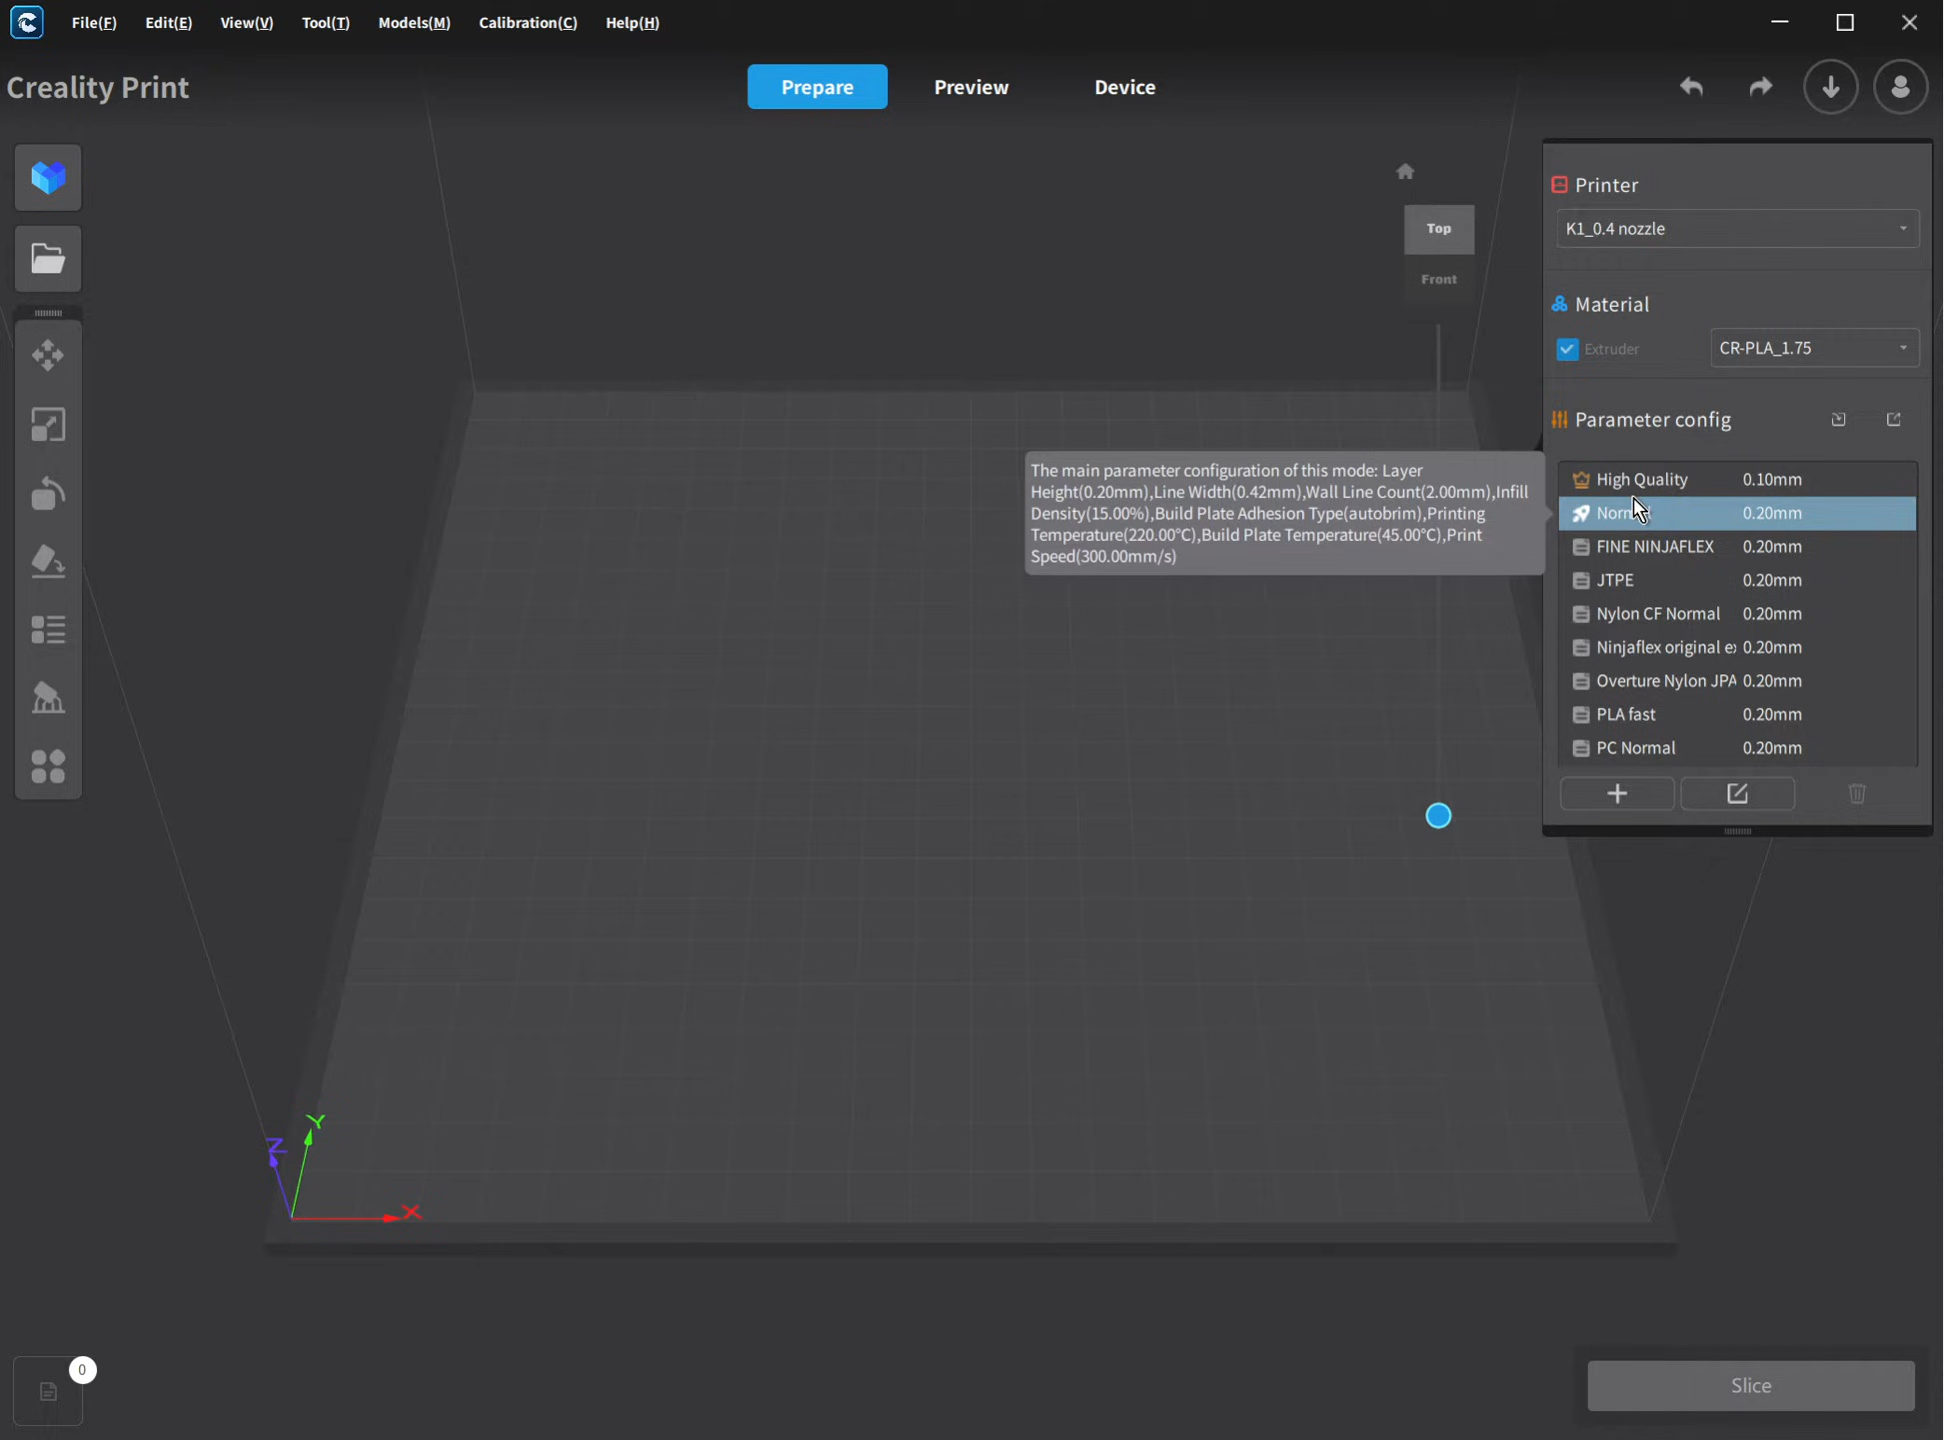 File(F) Edit(E) View(V) Tool(T) Models(M) Calibration(C) Help(H)
Creality Print
Prepare Preview Device
Top
Front
Printer
K1_0.4 nozzle
Material
Extruder CR-PLA_1.75
Parameter config
The main parameter configuration of this mode: Layer
Height(0.20mm),Line Width(0.42mm),Wall Line Count(2.00mm),Infill
Density(15.00%),Build Plate Adhesion Type(autobrim),Printing
Temperature(220.00°C),Build Plate Temperature(45.00°C),Print
Speed(300.00mm/s)
High Quality 0.10mm
0.20mm
FINE NINJAFLEX 0.20mm
JTPE 0.20mm
Nylon CF Normal 0.20mm
Ninjaflex original e 0.20mm
Overture Nylon JPA 0.20mm
PLA fast 0.20mm
PC Normal 0.20mm
Z Y X
0
Slice